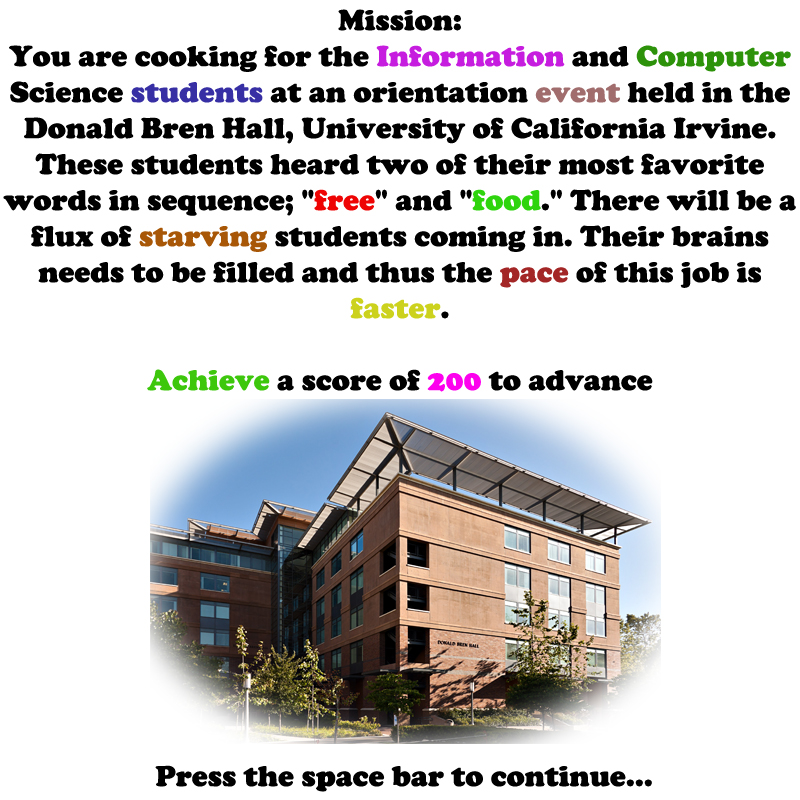 Mission:
You are cooking for the Information and Computer
Science students at an orientation event held in the
Donald Bren Hall, University of California Irvine.
These students heard two of their most favorite
words in sequence; "free" and "food." There will be a
flux of starving students coming in. Their brains
needs to be filled and thus the pace of this job is
faster.
Achieve a score of 200 to advance
DONALD BREN HALL
Press the space bar to continue...